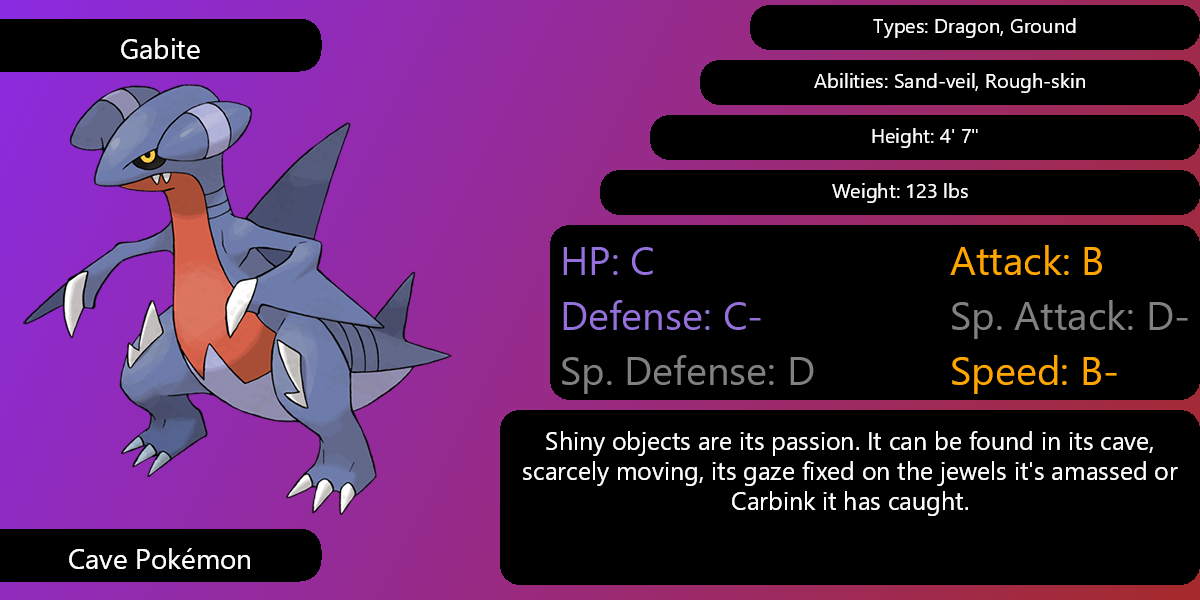 Gabite
Types: Dragon, Ground
Abilities: Sand-veil, Rough-skin
Height: 4' 7"
Weight: 123 lbs
HP: C
Attack: B
Defense: C-
Sp. Attack: D-
Sp. Defense: D
Speed: B-
Shiny objects are its passion. It can be found in its cave,
scarcely moving, its gaze fixed on the jewels it's amassed or
Carbink it has caught.
Cave Pokémon